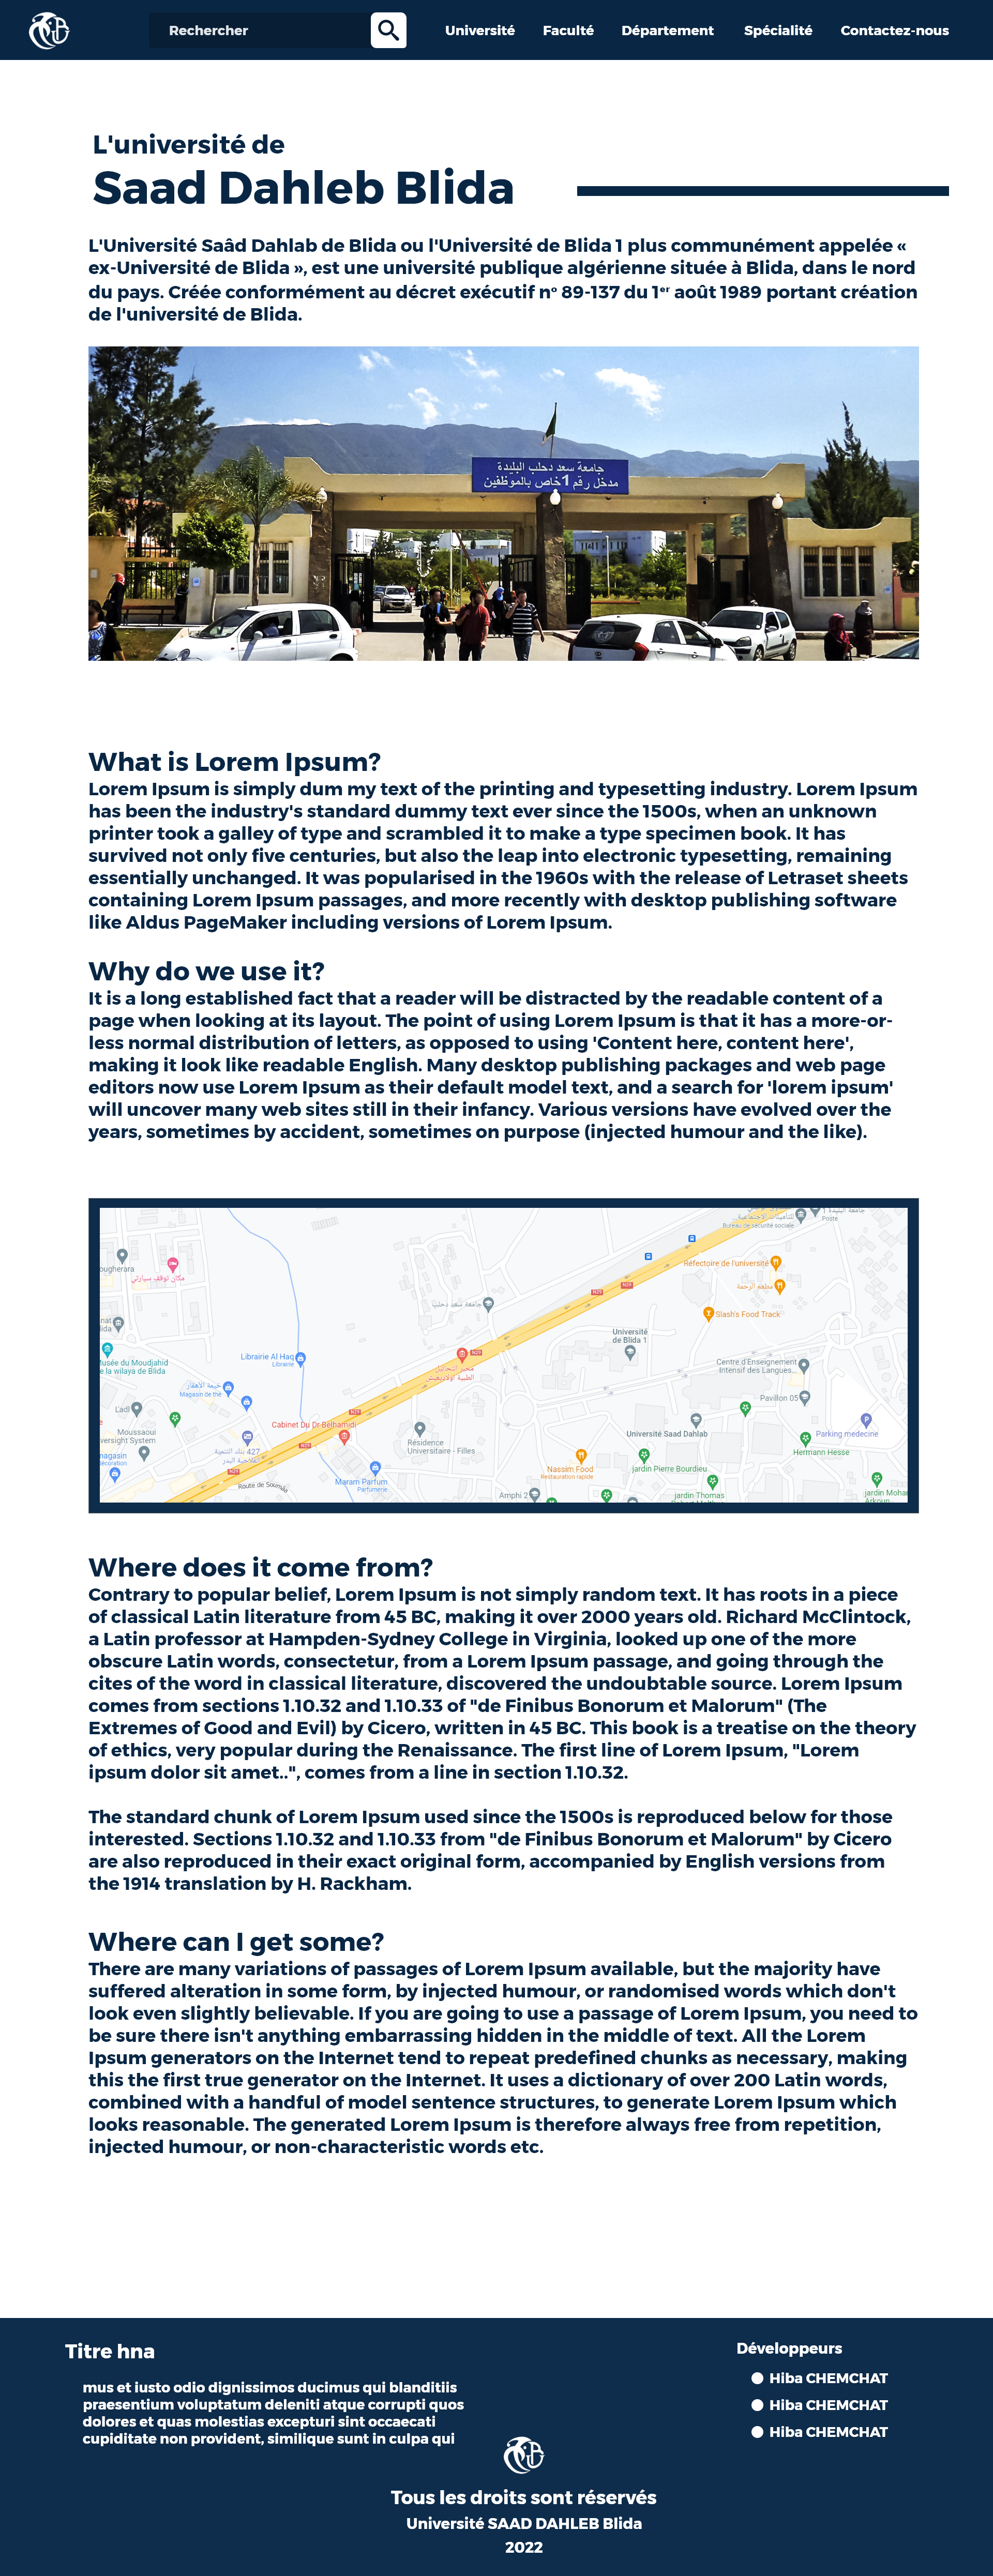 Rechercher
Université
Faculté
Département
Spécialité
Contactez-nous
L'université de
Saad Dahleb Blida
L'Université Saâd Dahlab de Blida ou l'Université de Blida 1 plus communément appelée «
ex-Université de Blida », est une université publique algérienne située à Blida, dans le nord
du pays. Créée conformément au décret exécutif nº 89-137 du 1er août 1989 portant création
de l'université de Blida.
جامعة سعد دحلب البليدة
مدخل رقم 1 خاص بالموظفين
What is Lorem Ipsum?
Lorem Ipsum is simply dum my text of the printing and typesetting industry. Lorem Ipsum
has been the industry's standard dummy text ever since the 1500s, when an unknown
printer took a galley of type and scrambled it to make a type specimen book. It has
survived not only five centuries, but also the leap into electronic typesetting, remaining
essentially unchanged. It was popularised in the 1960s with the release of Letraset sheets
containing Lorem Ipsum passages, and more recently with desktop publishing software
like Aldus PageMaker including versions of Lorem Ipsum.
Why do we use it?
It is a long established fact that a reader will be distracted by the readable content of a
page when looking at its layout. The point of using Lorem Ipsum is that it has a more-or-
less normal distribution of letters, as opposed to using 'Content here, content here',
making it look like readable English. Many desktop publishing packages and web page
editors now use Lorem Ipsum as their default model text, and a search for 'lorem ipsum'
will uncover many web sites still in their infancy. Various versions have evolved over the
years, sometimes by accident, sometimes on purpose (injected humour and the like).
Bureau de sécurité sociale
جامعة البليدة 1
Poste
ougherara
مكان توقف سيارتي
Réfectoire de l'université
مطعم الرحمة
N29
N29
جامعة سعد دحلب
Slash's Food Track
Université
de Blida 1
N29
Musée du Moudjahid
de la wilaya de Blida
Librairie Al Haq
Librairie
Centre d'Enseignement
Intensif des Langues...
Magasin de thé
Pavillon 05
Ladl
N29
Cabinet Du Dr Belhamidi
Moussaoui
versight System
Université Saad Dahlab
Parking medecine
N29
Résidence
Universitaire - Filles
Hermann Hesse
magasin
décoration
N29
Nassim Food
Restauration rapide
jardin Pierre Bourdieu
Maram Parfum
Parfumerie
Route de Soumâa
Amphi 2
jardin Thomas
jardin Mohar
Arkoun
Where does it come from?
Contrary to popular belief, Lorem Ipsum is not simply random text. It has roots in a piece
of classical Latin literature from 45 BC, making it over 2000 years old. Richard McClintock,
a Latin professor at Hampden-Sydney College in Virginia, looked up one of the more
obscure Latin words, consectetur, from a Lorem Ipsum passage, and going through the
cites of the word in classical literature, discovered the undoubtable source. Lorem Ipsum
comes from sections 1.10.32 and 1.10.33 of "de Finibus Bonorum et Malorum" (The
Extremes of Good and Evil) by Cicero, written in 45 BC. This book is a treatise on the theory
of ethics, very popular during the Renaissance. The first line of Lorem Ipsum, "Lorem
ipsum dolor sit amet..", comes from a line in section 1.10.32.
The standard chunk of Lorem Ipsum used since the 1500s is reproduced below for those
interested. Sections 1.10.32 and 1.10.33 from "de Finibus Bonorum et Malorum" by Cicero
are also reproduced in their exact original form, accompanied by English versions from
the 1914 translation by H. Rackham.
Where can I get some?
There are many variations of passages of Lorem Ipsum available, but the majority have
suffered alteration in some form, by injected humour, or randomised words which don't
look even slightly believable. If you are going to use a passage of Lorem Ipsum, you need to
be sure there isn't anything embarrassing hidden in the middle of text. All the Lorem
Ipsum generators on the Internet tend to repeat predefined chunks as necessary, making
this the first true generator on the Internet. It uses a dictionary of over 200 Latin words,
combined with a handful of model sentence structures, to generate Lorem Ipsum which
looks reasonable. The generated Lorem Ipsum is therefore always free from repetition,
injected humour, or non-characteristic words etc.
Titre hna
mus et iusto odio dignissimos ducimus qui blanditiis
praesentium voluptatum deleniti atque corrupti quos
dolores et quas molestias excepturi sint occaecati
cupiditate non provident, similique sunt in culpa qui
Développeurs
Hiba CHEMCHAT
Hiba CHEMCHAT
Hiba CHEMCHAT
Tous les droits sont réservés
Université SAAD DAHLEB Blida
2022